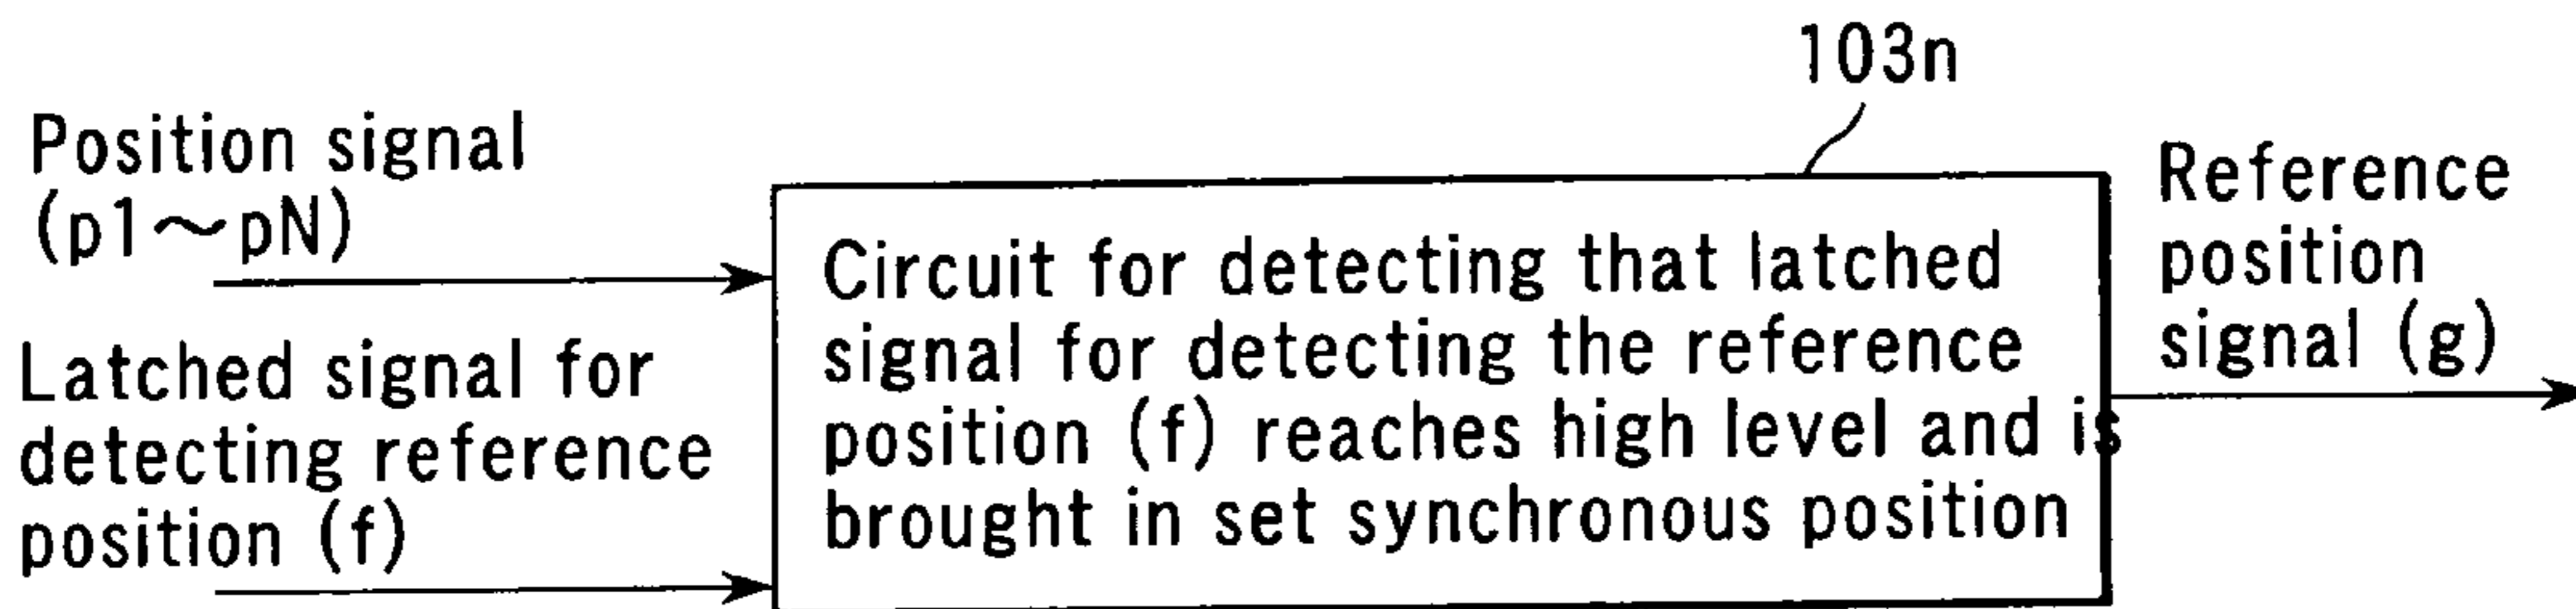 103n
Position signal
(p1～pN)
Latched signal for
detecting reference
position (f)
Circuit for detecting that latched
signal for detecting the reference
position (f) reaches high level and is
brought in set synchronous position
Reference
position
signal (g)